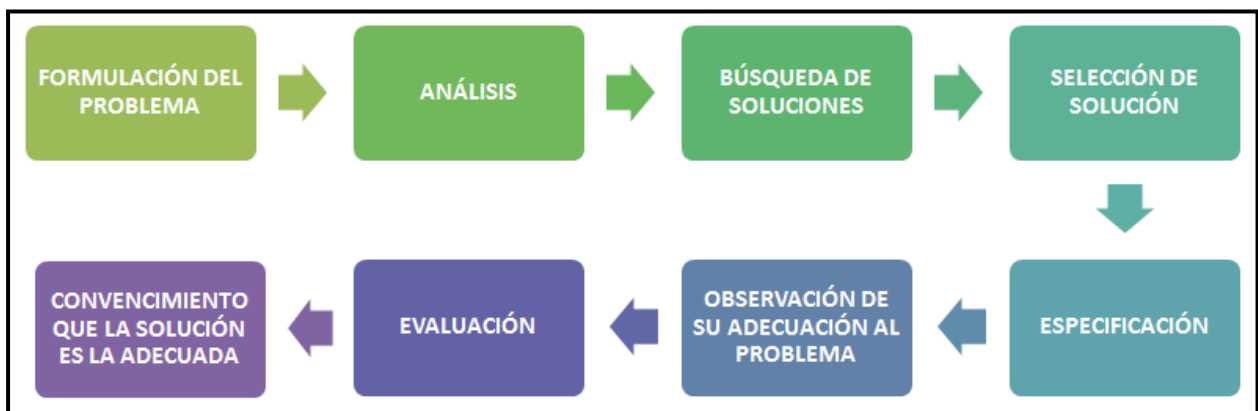 FORMULACIÓN DEL
PROBLEMA
ANÁLISIS
BÚSQUEDA DE
SOLUCIONES
SELECCIÓN DE
SOLUCIÓN
ESPECIFICACIÓN
OBSERVACIÓN DE
SU ADECUACIÓN AL
PROBLEMA
EVALUACIÓN
CONVENCIMIENTO
QUE LA SOLUCIÓN
ES LA ADECUADA